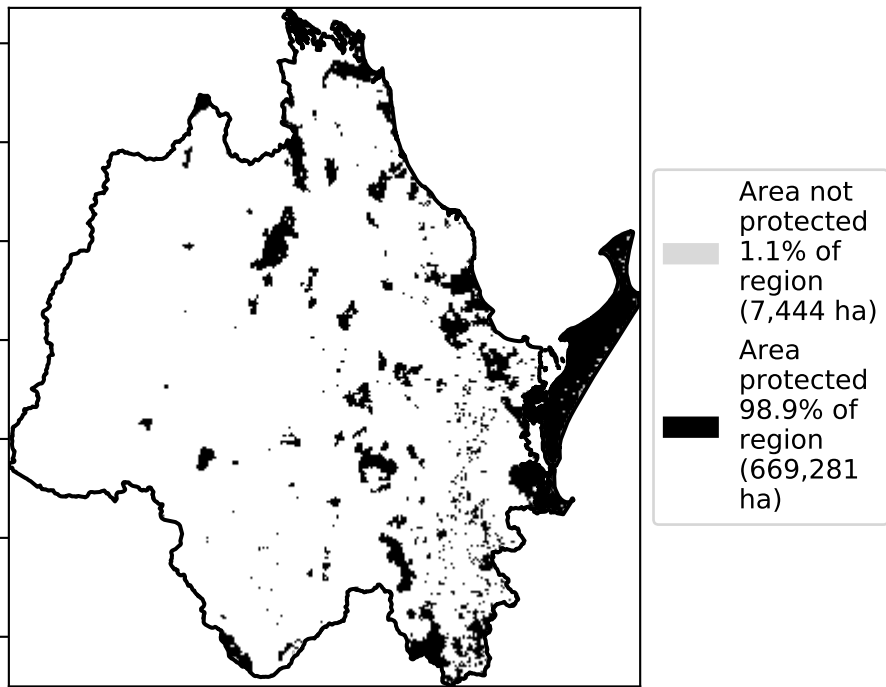 Area not
protected
1.1% of
region
(7,444 ha)
Area
protected
98.9% of
region
(669,281
ha)